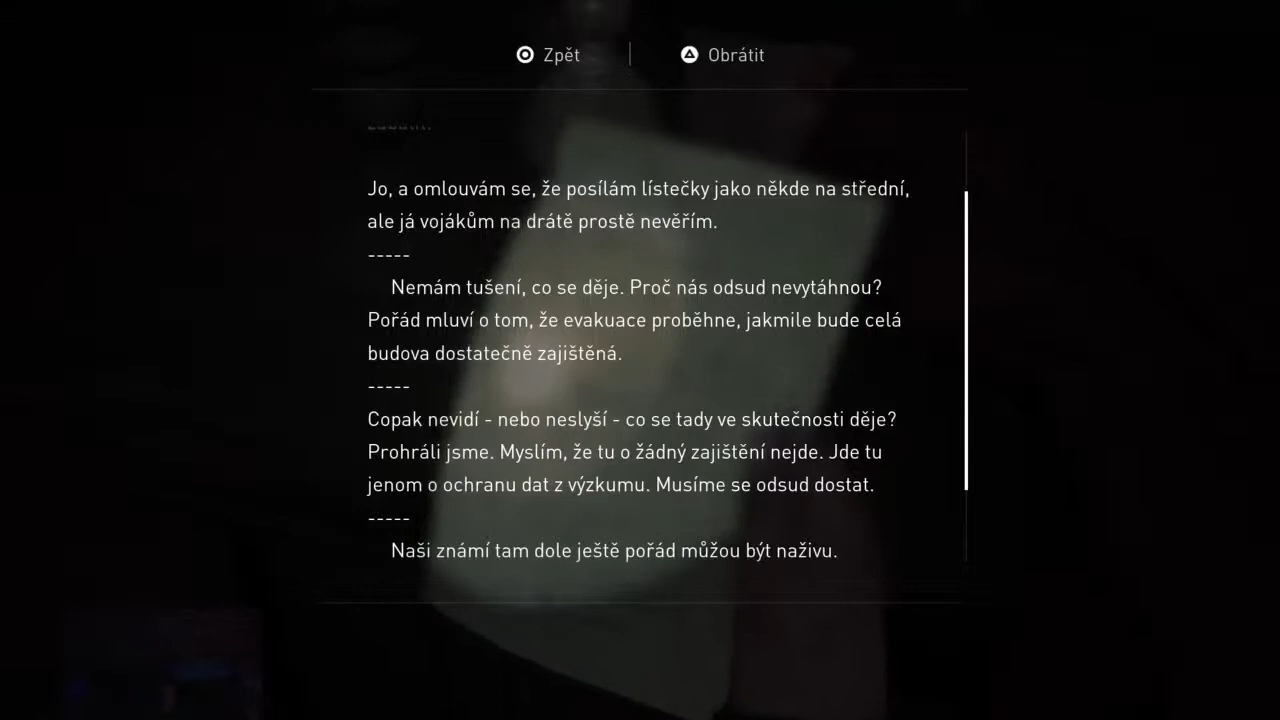 Zpět
Obrátit
Jo, a omlouvám se, že posílám lístečky jako někde na střední,
ale já vojákům na drátě prostě nevěřím.
-----
Nemám tušení, co se děje. Proč nás odsud nevytáhnou?
Pořád mluví o tom, že evakuace proběhne, jakmile bude celá
budova dostatečně zajištěná.
-----
Copak nevidí - nebo neslyší - co se tady ve skutečnosti děje?
Prohráli jsme. Myslím, že tu o žádný zajištění nejde. Jde tu
jenom o ochranu dat z výzkumu. Musíme se odsud dostat.
-----
Naši známí tam dole ještě pořád můžou být naživu.